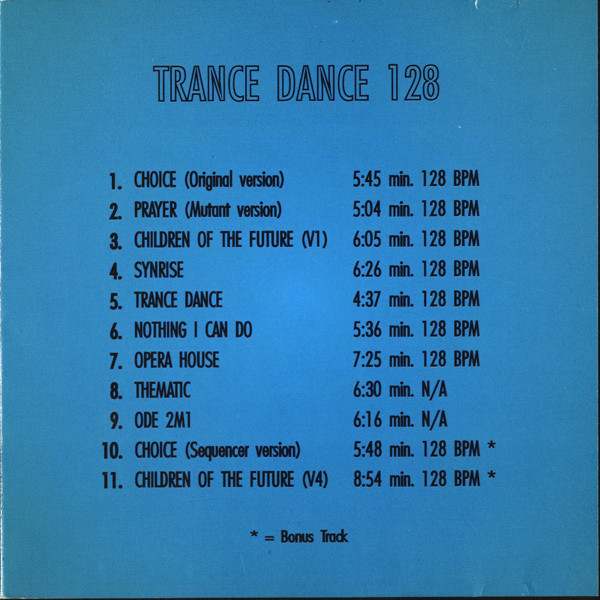 TRANCE DANCE 128
1. CHOICE (Original version) 5:45 min. 128 BPM
2. PRAYER (Mutant version) 5:04 min. 128 BPM
3. CHILDREN OF THE FUTURE (V1) 6:05 min. 128 BPM
4. SYNRISE 6:26 min. 128 BPM
5. TRANCE DANCE 4:37 min. 128 BPM
6. NOTHING I CAN DO 5:36 min. 128 BPM
7. OPERA HOUSE 7:25 min. 128 BPM
8. THEMATIC 6:30 min. N/A
9. ODE 2M1 6:16 min. N/A
10. CHOICE (Sequencer version) 5:48 min. 128 BPM *
11. CHILDREN OF THE FUTURE (V4) 8:54 min. 128 BPM *
* = Bonus Track